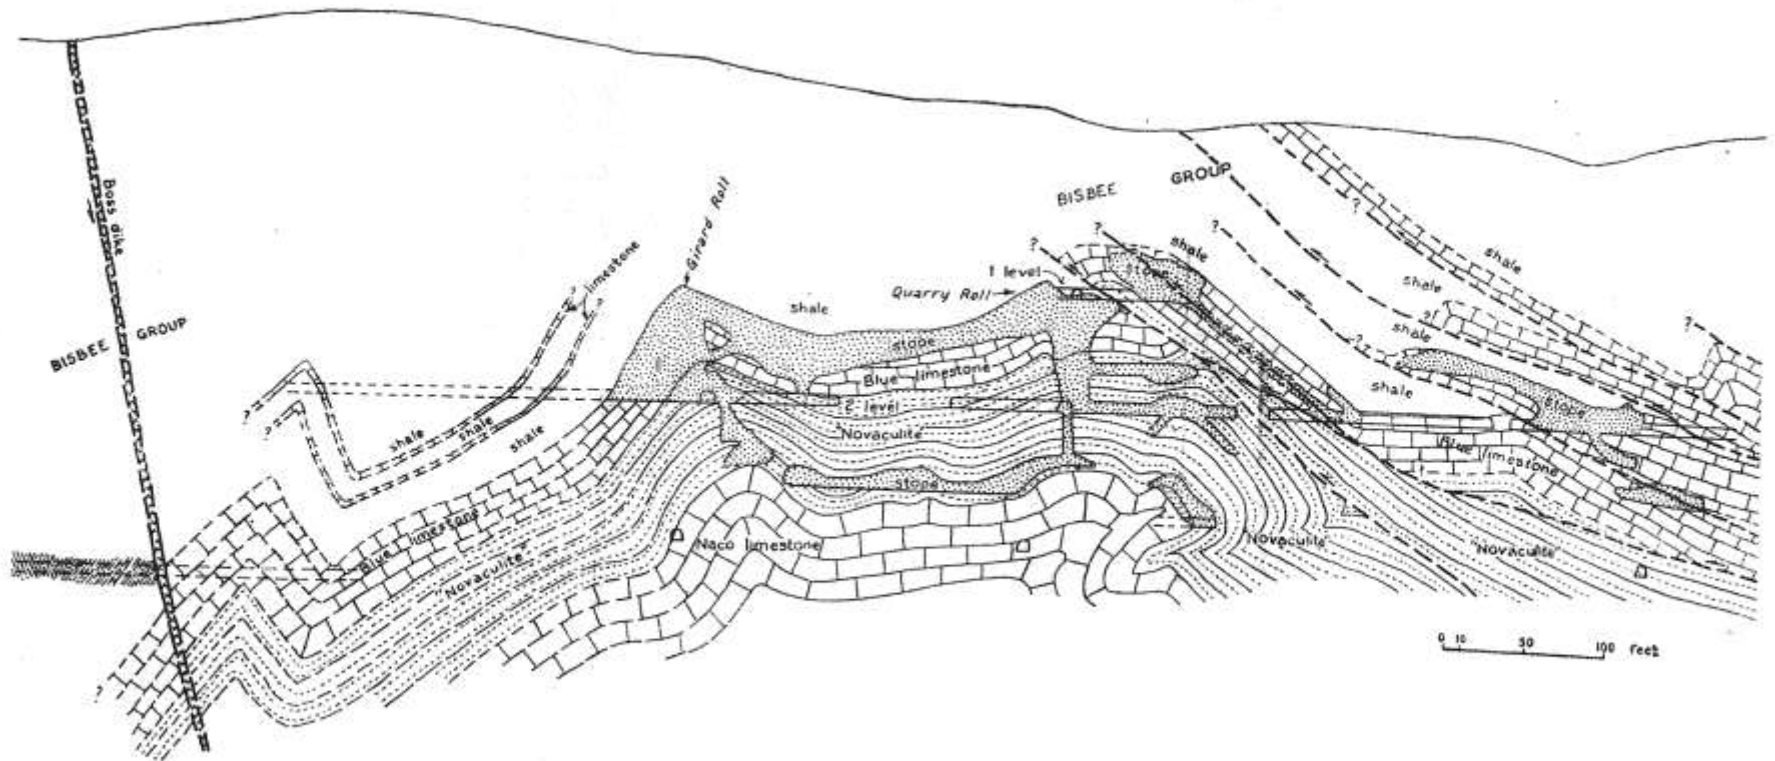 Boss dike
BISBEE GROUP
limestone
shale
shale
shale
Girard Roll
shale
Quarry Roll
1 level
stope
Blue limestone
2 level
"Novaculite"
stope
Naco limestone
Blue limestone
"Novaculite"
BISBEE GROUP
shale
stope
shale
shale
shale
shale
stope
Blue limestone
"Novaculite"
"Novaculite"
?
?
?
?
?
?
?
?
?
?
?
?
0 10 50 100 feet